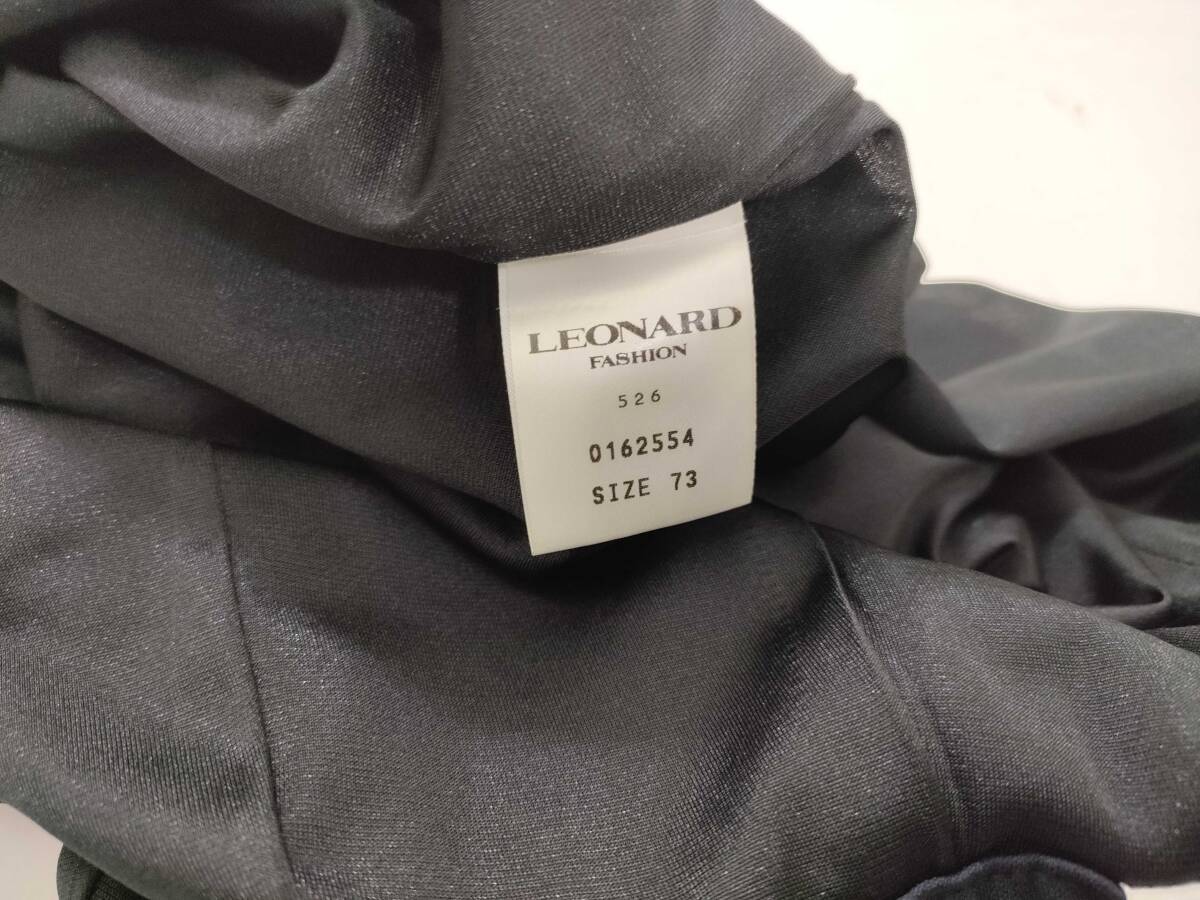 LEONARD
FASHION
526
0162554
SIZE 73